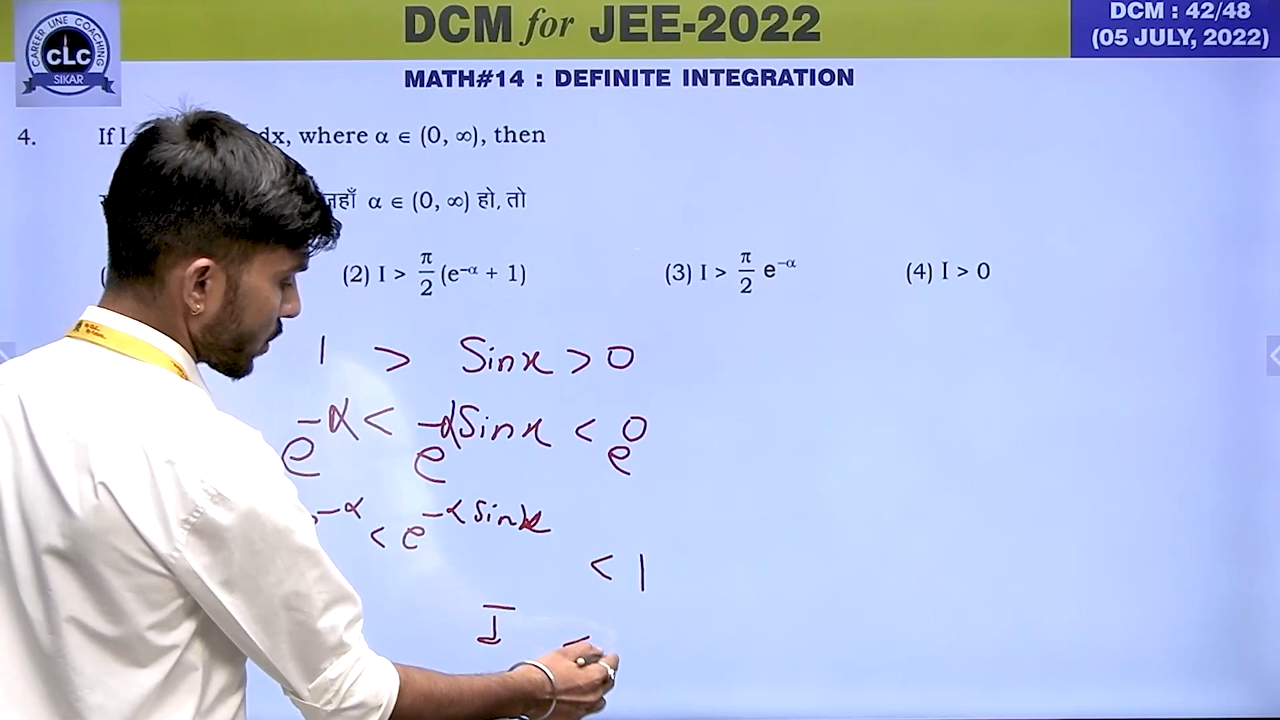 CAREER LINE COACHING
CLC
SIKAR
DCM for JEE-2022
DCM : 42/48
(05 JULY, 2022)
MATH#14 : DEFINITE INTEGRATION
4. If I dx, where α ∈ (0, ∞), then
जहाँ α ∈ (0, ∞) हो, तो
(2) I > π/2 (e^{-α} + 1) (3) I > π/2 e^{-α} (4) I > 0
1 > Sinx > 0
e^{-α} < e^{-αSinx} < e^0
^{-α} < e^{-α sinx}
< 1
I